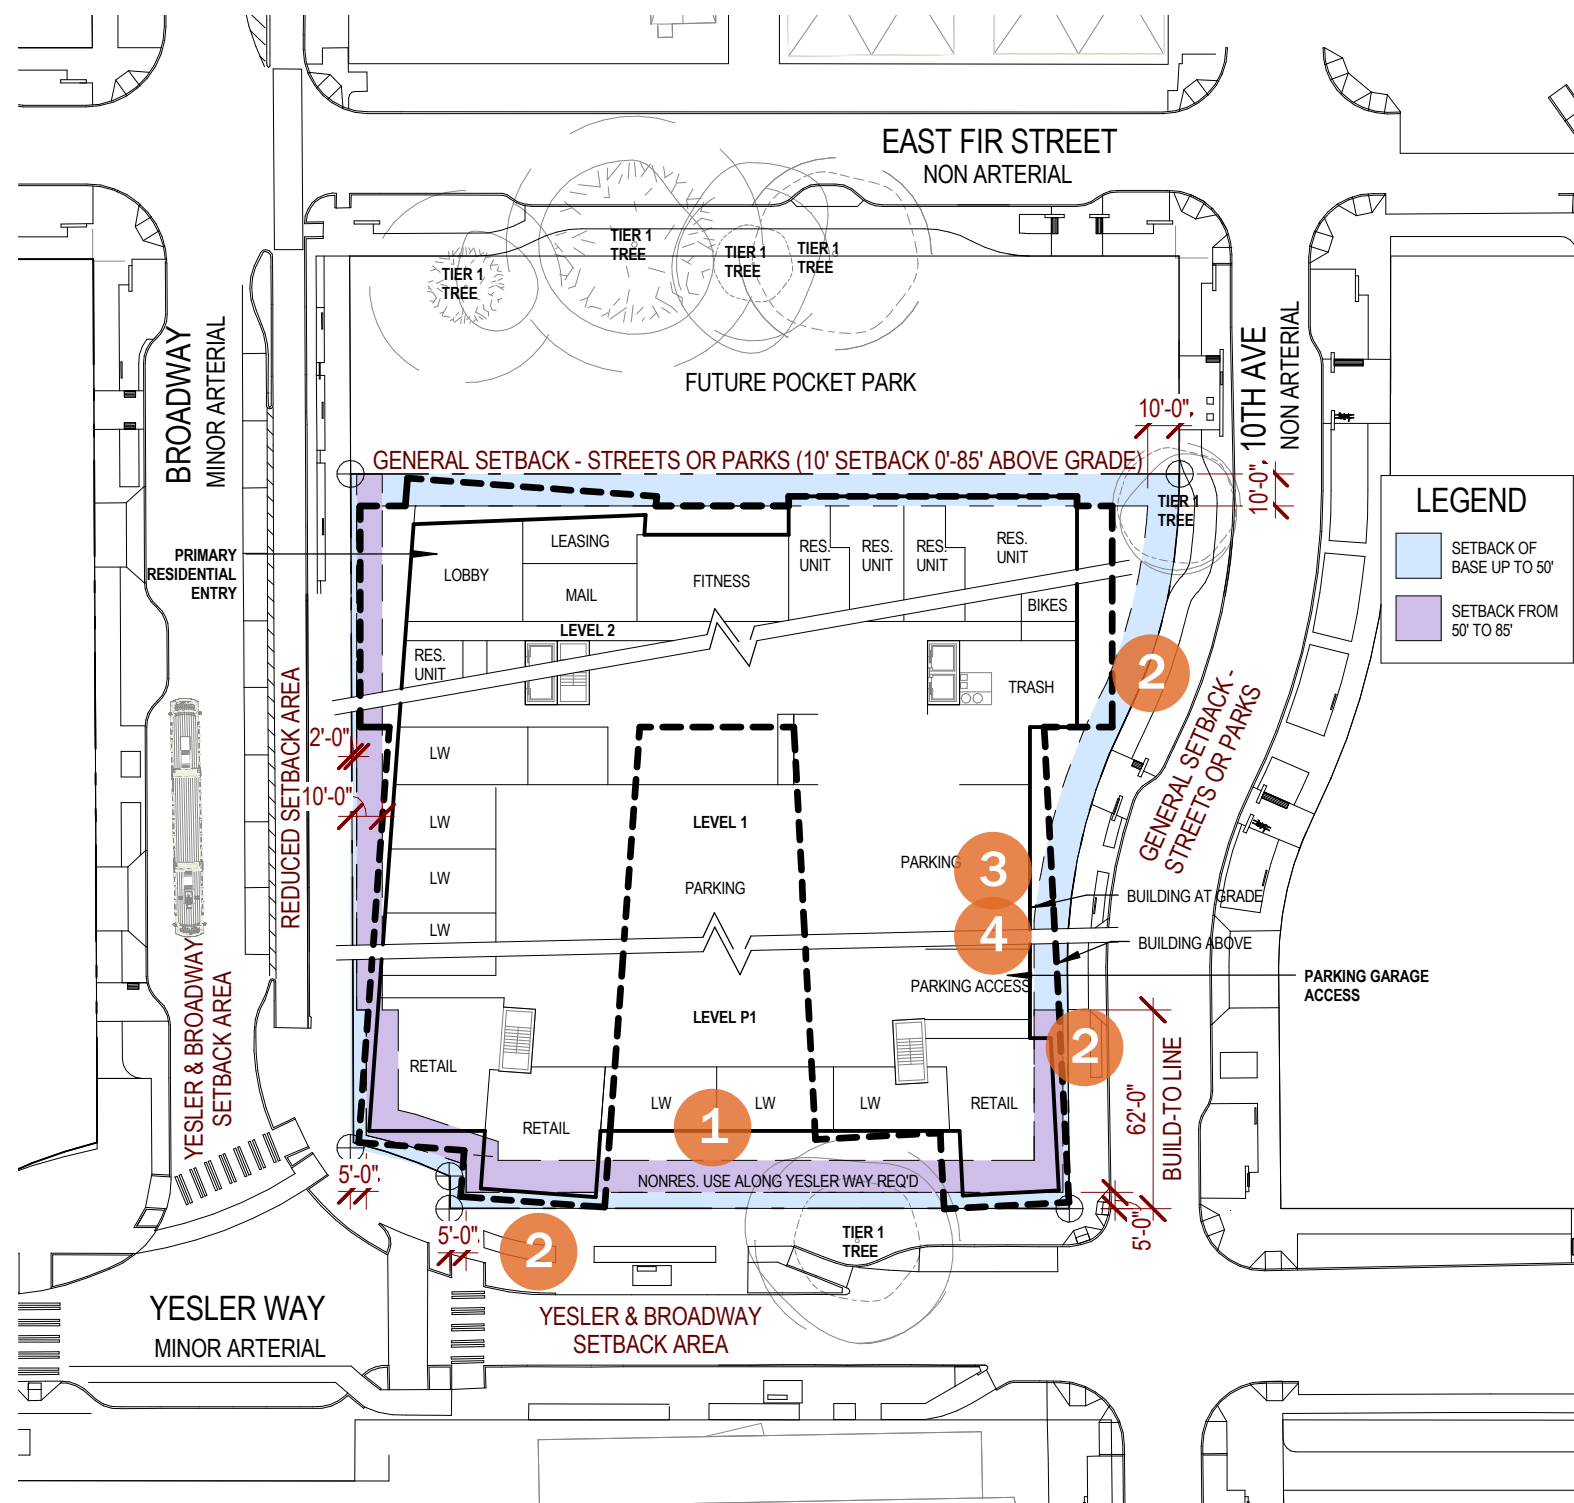 EAST FIR STREET
NON ARTERIAL
TIER 1
TREE
TIER 1
TREE
TIER 1
TREE
TIER 1
TREE
BROADWAY
MINOR ARTERIAL
FUTURE POCKET PARK
10TH AVE
NON ARTERIAL
10'-0"
10'-0"
GENERAL SETBACK - STREETS OR PARKS (10' SETBACK 0'-85' ABOVE GRADE)
TIER 1
TREE
LEGEND
SETBACK OF
BASE UP TO 50'
SETBACK FROM
50' TO 85'
PRIMARY
RESIDENTIAL
ENTRY
LOBBY
LEASING
MAIL
FITNESS
RES.
UNIT
RES.
UNIT
RES.
UNIT
RES.
UNIT
BIKES
LEVEL 2
RES.
UNIT
TRASH
2
REDUCED SETBACK AREA
GENERAL SETBACK -
STREETS OR PARKS
2'-0"
10'-0"
LW
LW
LW
LW
LEVEL 1
PARKING
PARKING
3
4
BUILDING AT GRADE
BUILDING ABOVE
PARKING ACCESS
PARKING GARAGE
ACCESS
YESLER & BROADWAY
SETBACK AREA
LEVEL P1
RETAIL
2
62'-0"
BUILD-TO LINE
RETAIL
LW
1
LW
LW
RETAIL
NONRES. USE ALONG YESLER WAY REQ'D
5'-0"
5'-0"
5'-0"
2
TIER 1
TREE
YESLER WAY
MINOR ARTERIAL
YESLER & BROADWAY
SETBACK AREA